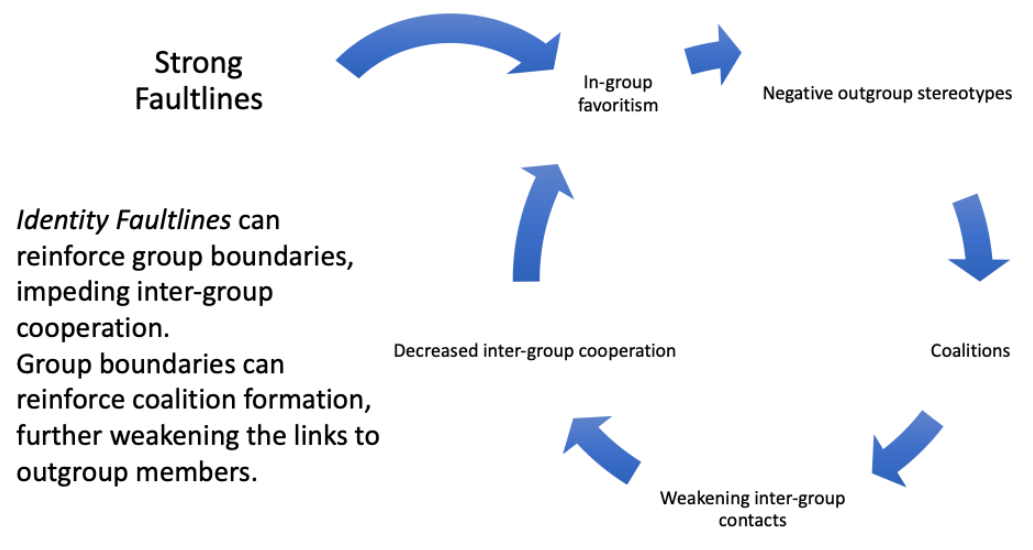 Strong
Faultlines
In-group
favoritism
Negative outgroup stereotypes
Identity Faultlines can
reinforce group boundaries,
impeding inter-group
cooperation.
Group boundaries can
reinforce coalition formation,
further weakening the links to
outgroup members.
Decreased inter-group cooperation
Coalitions
Weakening inter-group
contacts